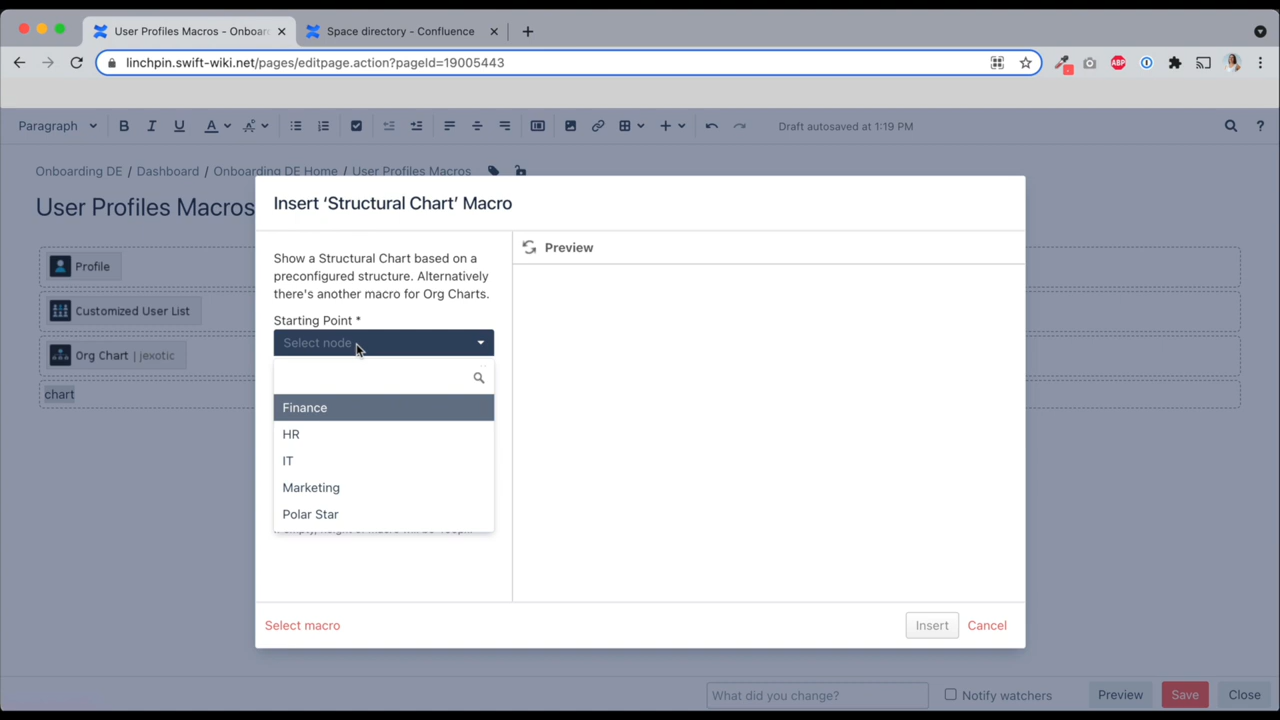 User Profiles Macros - Onboar
Space directory - Confluence
linchpin.swift-wiki.net/pages/editpage.action?pageId=19005443
ABP
Paragraph
B I U A
Draft autosaved at 1:19 PM
?
Onboarding DE / Dashboard / Onboarding DE Home / User Profiles Macros
User Profiles Macros
Profile
Customized User List
Org Chart | jexotic
chart
Insert ‘Structural Chart’ Macro
Show a Structural Chart based on a
preconfigured structure. Alternatively
there's another macro for Org Charts.
Starting Point *
Select node
Finance
HR
IT
Marketing
Polar Star
Preview
Select macro
Insert
Cancel
What did you change?
Notify watchers
Preview
Save
Close